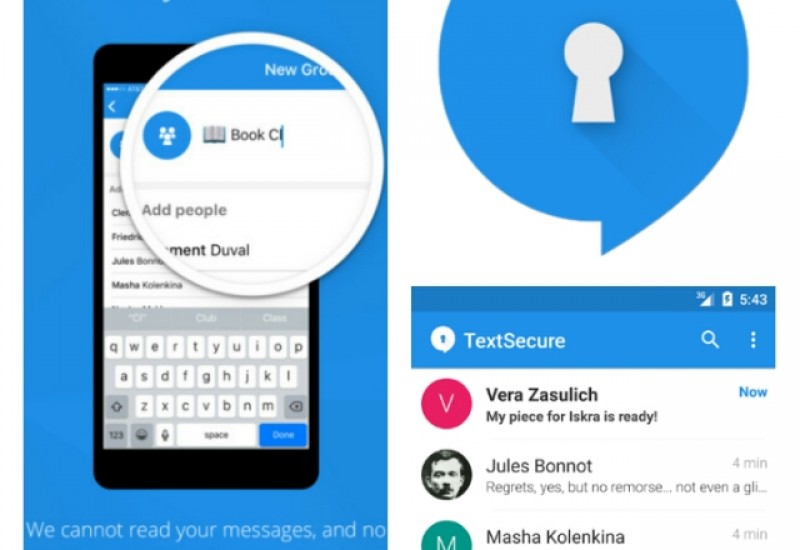 New Gro
📖 Book Cl
Add people
ment Duval
Friedri
Jules Bonn
Masha Kolenkina
"Cl" Club Class
q w e r t y u i o p
a s d f g h j k l
z x c v b n m
123 space Done
We cannot read your messages, and no
3G 5:43
TextSecure
Vera Zasulich Now
My piece for Iskra is ready!
Jules Bonnot 4 min
Regrets, yes, but no remorse... not even a gli...
Masha Kolenkina 4 min
V
M